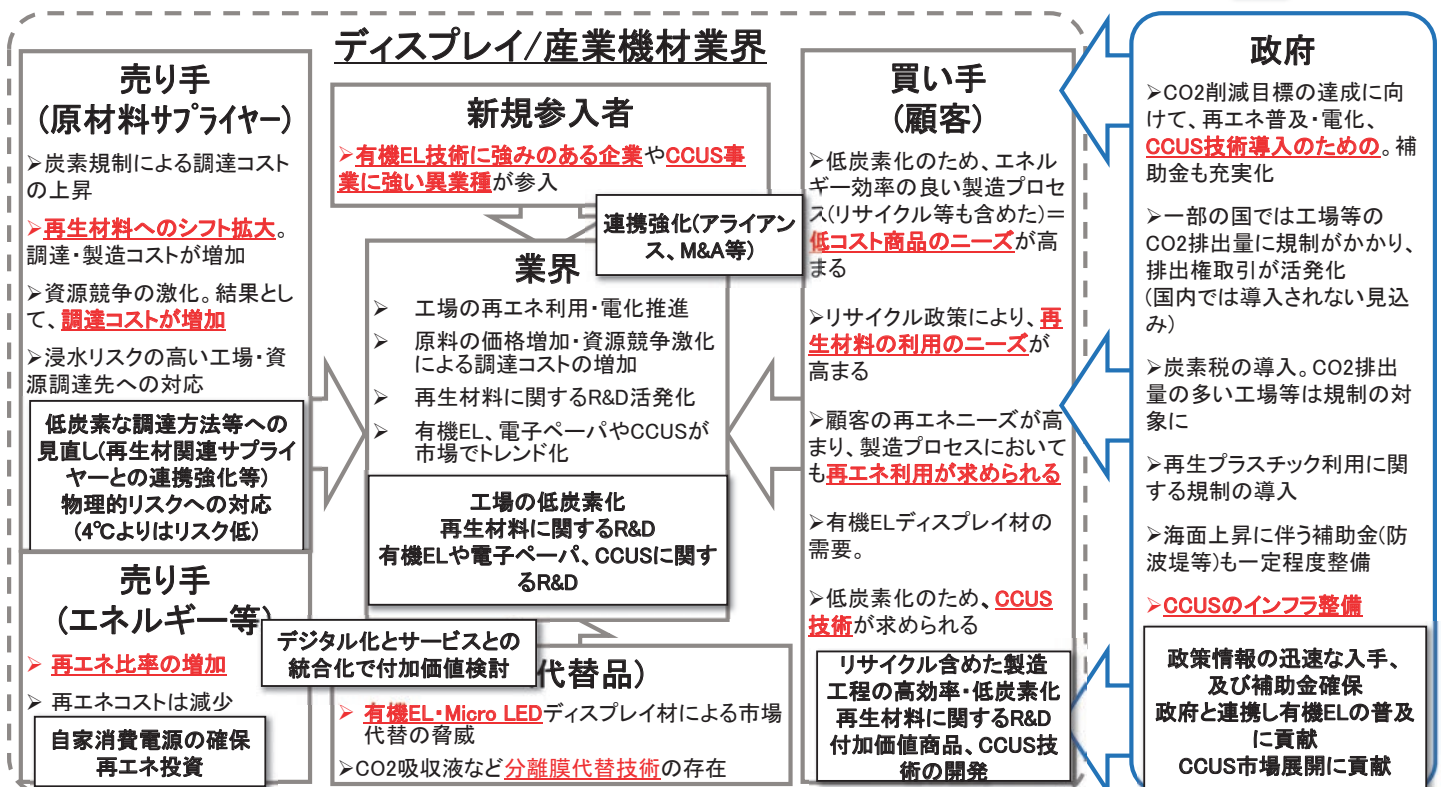 ディスプレイ/産業機材業界
売り手
(原材料サプライヤー)
➢炭素規制による調達コスト
の上昇
➢再生材料へのシフト拡大。
調達・製造コストが増加
➢資源競争の激化。結果とし
て、調達コストが増加
➢浸水リスクの高い工場・資
源調達先への対応
低炭素な調達方法等への
見直し(再生材関連サプライ
ヤーとの連携強化等)
物理的リスクへの対応
(4℃よりはリスク低)
売り手
(エネルギー等)
➢ 再エネ比率の増加
➢ 再エネコストは減少
自家消費電源の確保
再エネ投資
新規参入者
➢有機EL技術に強みのある企業やCCUS事
業に強い異業種が参入
連携強化(アライアン
ス、M&A等)
業界
➢ 工場の再エネ利用・電化推進
➢ 原料の価格増加・資源競争激化
による調達コストの増加
➢ 再生材料に関するR&D活発化
➢ 有機EL、電子ペーパやCCUSが
市場でトレンド化
工場の低炭素化
再生材料に関するR&D
有機ELや電子ペーパ、CCUSに関す
るR&D
デジタル化とサービスとの
統合化で付加価値検討
代替品)
➢ 有機EL・Micro LEDディスプレイ材による市場
代替の脅威
➢CO2吸収液など分離膜代替技術の存在
買い手
(顧客)
➢低炭素化のため、エネル
ギー効率の良い製造プロセ
ス(リサイクル等も含めた)=
低コスト商品のニーズが高
まる
➢リサイクル政策により、再
生材料の利用のニーズが
高まる
➢顧客の再エネニーズが高
まり、製造プロセスにおいて
も再エネ利用が求められる
➢有機ELディスプレイ材の
需要。
➢低炭素化のため、CCUS
技術が求められる
リサイクル含めた製造
工程の高効率・低炭素化
再生材料に関するR&D
付加価値商品、CCUS技
術の開発
政府
➢CO2削減目標の達成に向
けて、再エネ普及・電化、
CCUS技術導入のための。補
助金も充実化
➢一部の国では工場等の
CO2排出量に規制がかかり、
排出権取引が活発化
(国内では導入されない見込
み)
➢炭素税の導入。CO2排出
量の多い工場等は規制の対
象に
➢再生プラスチック利用に関
する規制の導入
➢海面上昇に伴う補助金(防
波堤等)も一定程度整備
➢CCUSのインフラ整備
政策情報の迅速な入手、
及び補助金確保
政府と連携し有機ELの普及
に貢献
CCUS市場展開に貢献